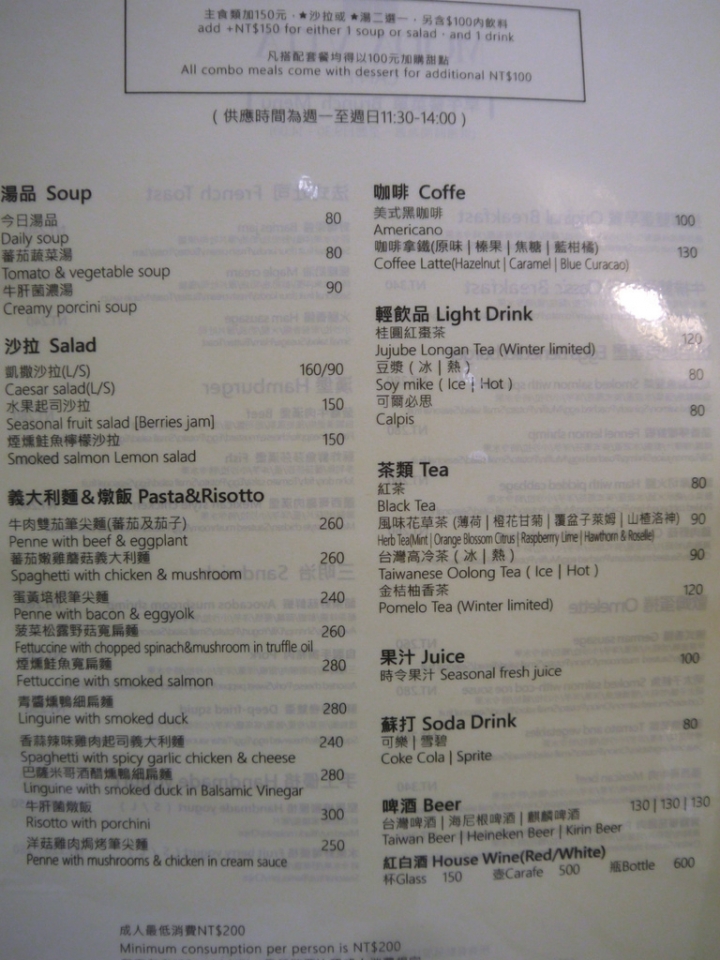 主食類加150元，★沙拉或 ★湯二選一，另含$100內飲料
add +NT$150 for either 1 soup or salad，and 1 drink
凡搭配套餐均得以100元加購甜點
All combo meals come with dessert for additional NT$100
( 供應時間為週一至週日11:30-14:00 )
湯品 Soup
今日湯品 80
Daily soup
蕃茄蔬菜湯 80
Tomato & vegetable soup
牛肝菌濃湯 90
Creamy porcini soup
沙拉 Salad
凱撒沙拉(L/S) 160/90
Caesar salad(L/S)
水果起司沙拉 150
Seasonal fruit salad [Berries jam]
煙燻鮭魚檸檬沙拉 150
Smoked salmon Lemon salad
義大利麵&燉飯 Pasta&Risotto
牛肉雙茄筆尖麵(蕃茄及茄子) 260
Penne with beef & eggplant
蕃茄嫩雞蘑菇義大利麵 260
Spaghetti with chicken & mushroom
蛋黃培根筆尖麵 240
Penne with bacon & eggyolk
菠菜松露野菇寬扁麵 260
Fettuccine with chopped spinach&mushroom in truffle oil
煙燻鮭魚寬扁麵 280
Fettuccine with smoked salmon
青醬燻鴨細扁麵 280
Linguine with smoked duck
香蒜辣味雞肉起司義大利麵 240
Spaghetti with spicy garlic chicken & cheese
巴薩米哥酒醋燻鴨細扁麵 280
Linguine with smoked duck in Balsamic Vinegar
牛肝菌燉飯 300
Risotto with porchini
洋菇雞肉焗烤筆尖麵 250
Penne with mushrooms & chicken in cream sauce
咖啡 Coffe
美式黑咖啡 100
Americano
咖啡拿鐵(原味 | 榛果 | 焦糖 | 藍柑橘) 130
Coffee Latte(Hazelnut | Caramel | Blue Curacao)
輕飲品 Light Drink
桂圓紅棗茶 120
Jujube Longan Tea (Winter limited)
豆漿 ( 冰 | 熱 ) 80
Soy mike ( Ice | Hot )
可爾必思 80
Calpis
茶類 Tea
紅茶 80
Black Tea
風味花草茶 (薄荷 | 橙花甘菊 | 覆盆子萊姆 | 山楂洛神) 90
Herb Tea(Mint | Orange Blossom Citrus | Raspberry Lime | Hawthorn & Roselle)
台灣高冷茶 ( 冰 | 熱 ) 90
Taiwanese Oolong Tea ( Ice | Hot )
金桔柚香茶 120
Pomelo Tea (Winter limited)
果汁 Juice 100
時令果汁 Seasonal fresh juice
蘇打 Soda Drink 80
可樂 | 雪碧
Coke Cola | Sprite
啤酒 Beer 130 | 130 | 130
台灣啤酒 | 海尼根啤酒 | 麒麟啤酒
Taiwan Beer | Heineken Beer | Kirin Beer
紅白酒 House Wine(Red/White)
杯Glass 150 壺Carafe 500 瓶Bottle 600
成人最低消費NT$200
Minimum consumption per person is NT$200